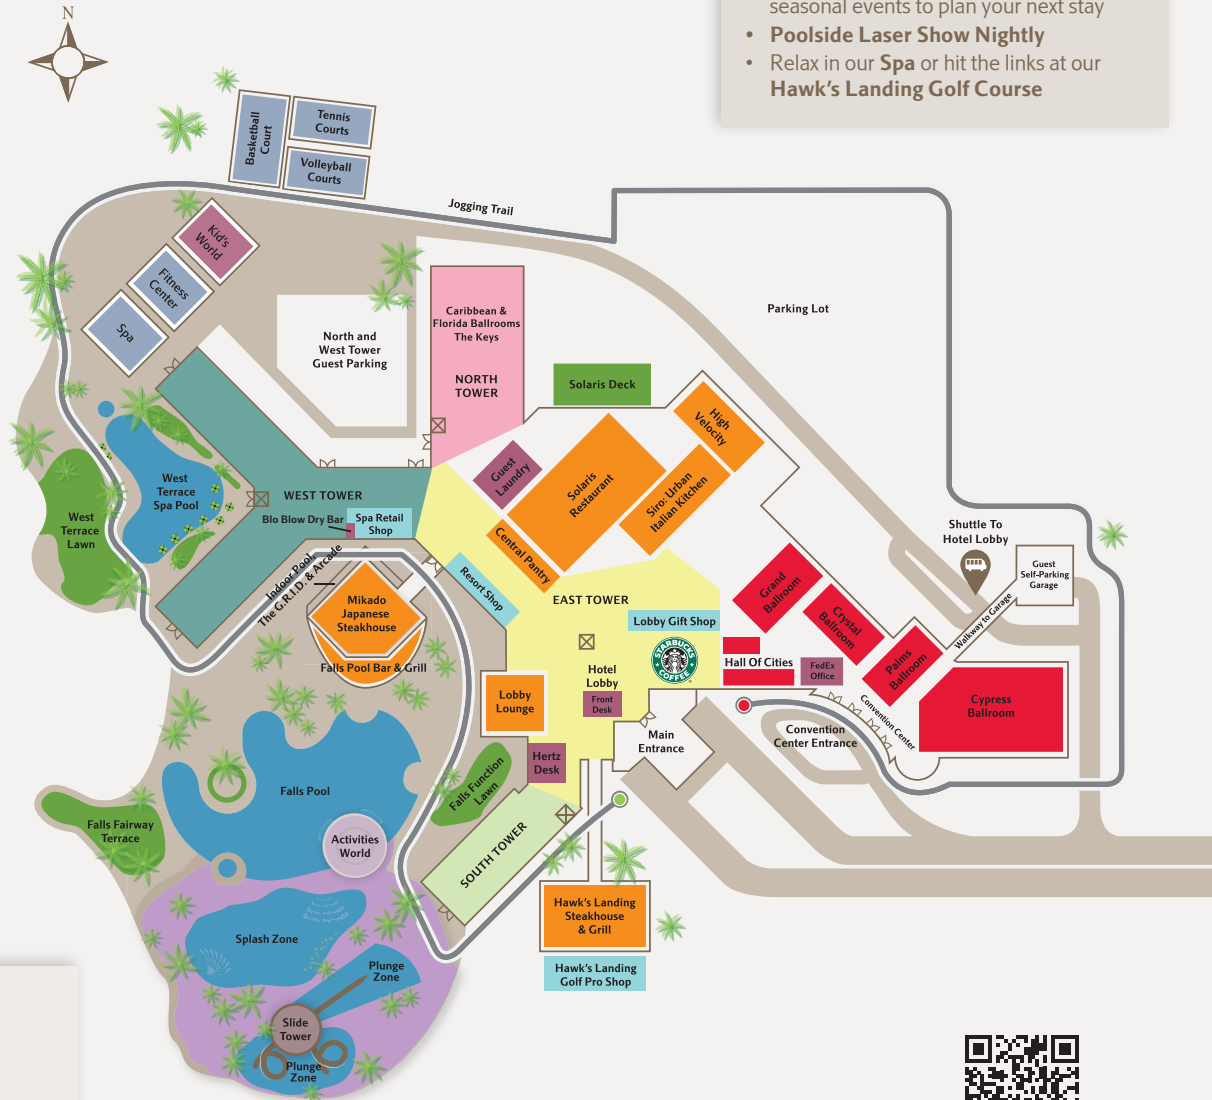 seasonal events to plan your next stay
• Poolside Laser Show Nightly
• Relax in our Spa or hit the links at our
Hawk's Landing Golf Course
N
Basketball
Court
Tennis
Courts
Volleyball
Courts
Jogging Trail
Kid's
World
Fitness
Center
Spa
North and
West Tower
Guest Parking
Caribbean &
Florida Ballrooms
The Keys
NORTH
TOWER
Parking Lot
Solaris Deck
High
Velocity
Guest
Laundry
Solaris
Restaurant
Siro: Urban
Italian Kitchen
Central Pantry
West
Terrace
Spa Pool
West
Terrace
Lawn
WEST TOWER
Blo Blow Dry Bar
Spa Retail
Shop
Indoor Pool,
The G.R.I.D. & Arcade
Mikado
Japanese
Steakhouse
Falls Pool Bar & Grill
Resort Shop
EAST TOWER
Lobby Gift Shop
STARBUCKS
COFFEE
Hotel
Lobby
Front
Desk
Lobby
Lounge
Hertz
Desk
Main
Entrance
Hall Of Cities
FedEx
Office
Grand
Ballroom
Crystal
Ballroom
Palms
Ballroom
Cypress
Ballroom
Convention Center
Convention
Center Entrance
Shuttle To
Hotel Lobby
Guest
Self-Parking
Garage
Walkway to Garage
Falls Function
Lawn
SOUTH TOWER
Falls Pool
Activities
World
Falls Fairway
Terrace
Splash Zone
Plunge
Zone
Slide
Tower
Plunge
Zone
Hawk's Landing
Steakhouse
& Grill
Hawk's Landing
Golf Pro Shop